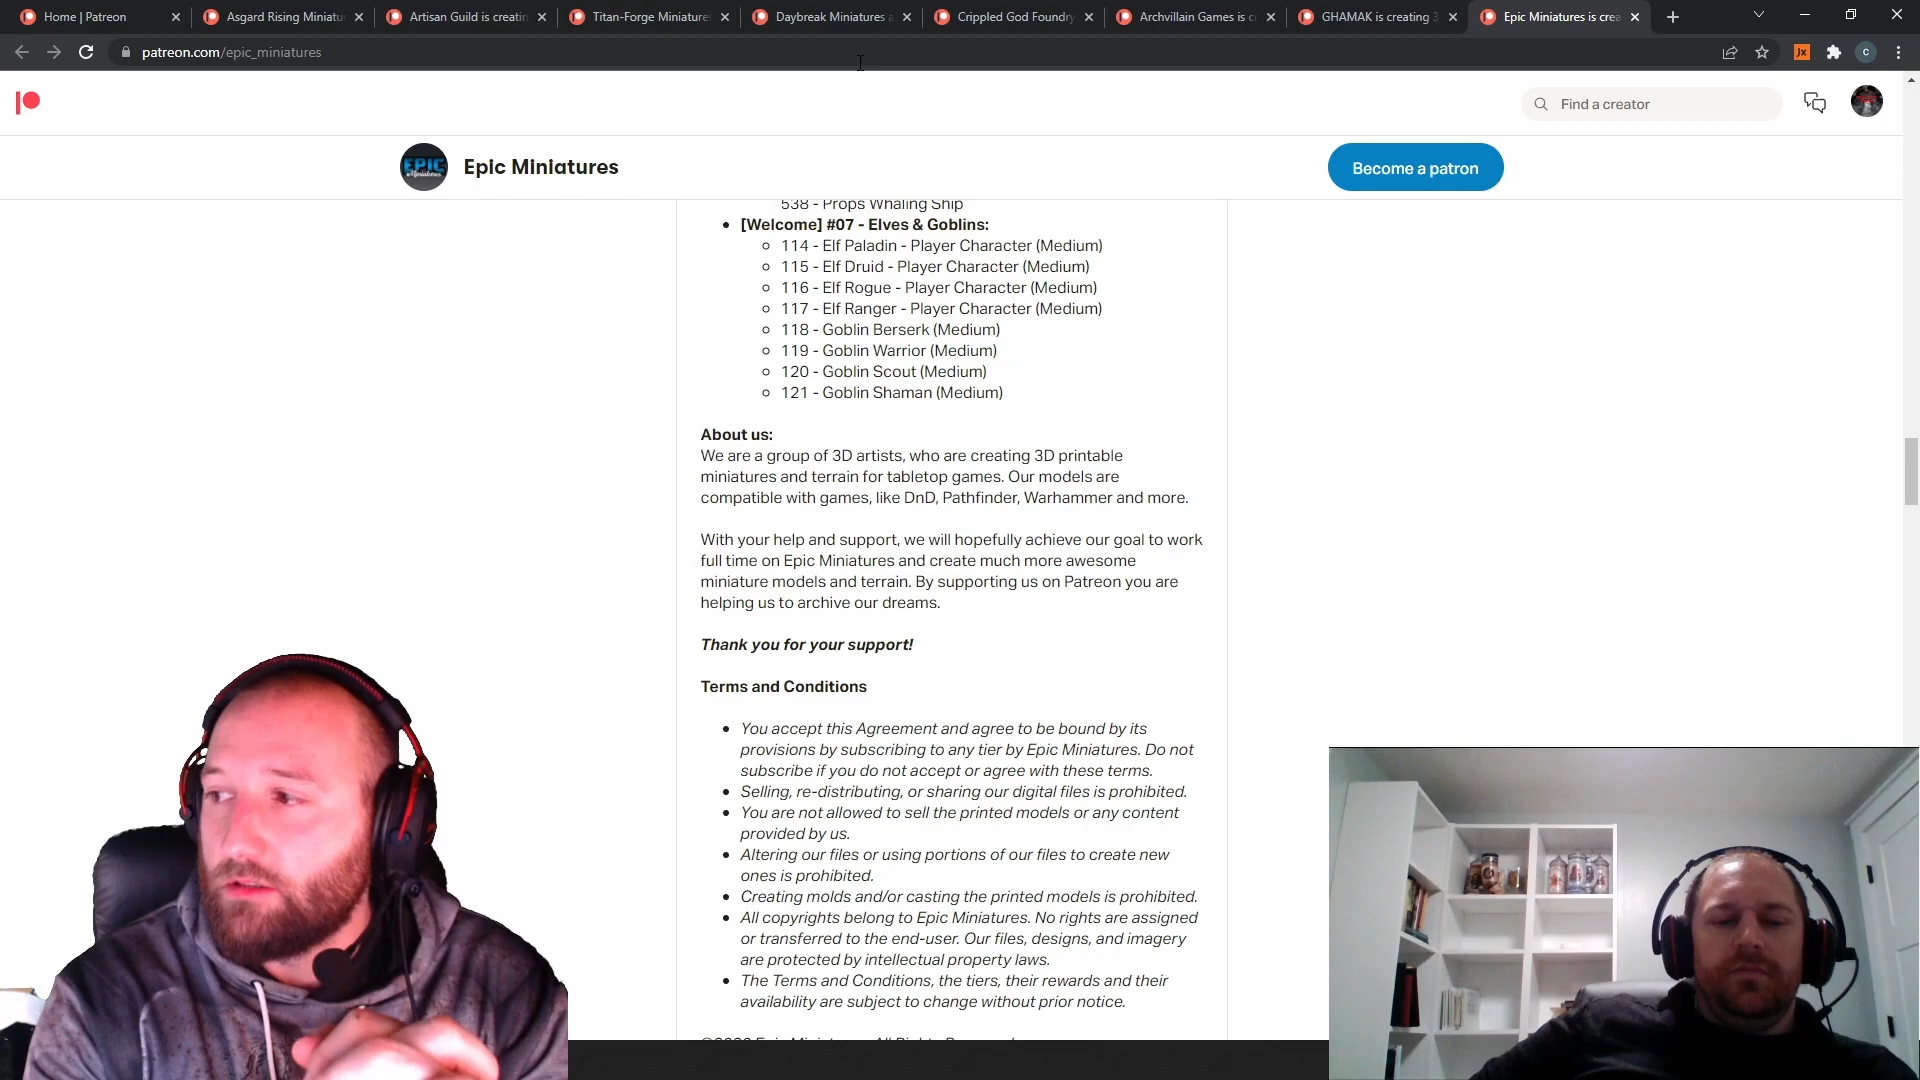 Home | Patreon
Asgard Rising Miniatu
Artisan Guild is creatin
Titan-Forge Miniature
Daybreak Miniatures a
Crippled God Foundry
Archvillain Games is c
GHAMAK is creating 3
Epic Miniatures is crea
patreon.com/epic_miniatures
Jx
C
Find a creator
EPIC
Miniatures
Epic Miniatures
Become a patron
538 - Props Whaling Ship
[Welcome] #07 - Elves & Goblins:
114 - Elf Paladin - Player Character (Medium)
115 - Elf Druid - Player Character (Medium)
116 - Elf Rogue - Player Character (Medium)
117 - Elf Ranger - Player Character (Medium)
118 - Goblin Berserk (Medium)
119 - Goblin Warrior (Medium)
120 - Goblin Scout (Medium)
121 - Goblin Shaman (Medium)
About us:
We are a group of 3D artists, who are creating 3D printable
miniatures and terrain for tabletop games. Our models are
compatible with games, like DnD, Pathfinder, Warhammer and more.
With your help and support, we will hopefully achieve our goal to work
full time on Epic Miniatures and create much more awesome
miniature models and terrain. By supporting us on Patreon you are
helping us to archive our dreams.
Thank you for your support!
Terms and Conditions
You accept this Agreement and agree to be bound by its
provisions by subscribing to any tier by Epic Miniatures. Do not
subscribe if you do not accept or agree with these terms.
Selling, re-distributing, or sharing our digital files is prohibited.
You are not allowed to sell the printed models or any content
provided by us.
Altering our files or using portions of our files to create new
ones is prohibited.
Creating molds and/or casting the printed models is prohibited.
All copyrights belong to Epic Miniatures. No rights are assigned
or transferred to the end-user. Our files, designs, and imagery
are protected by intellectual property laws.
The Terms and Conditions, the tiers, their rewards and their
availability are subject to change without prior notice.